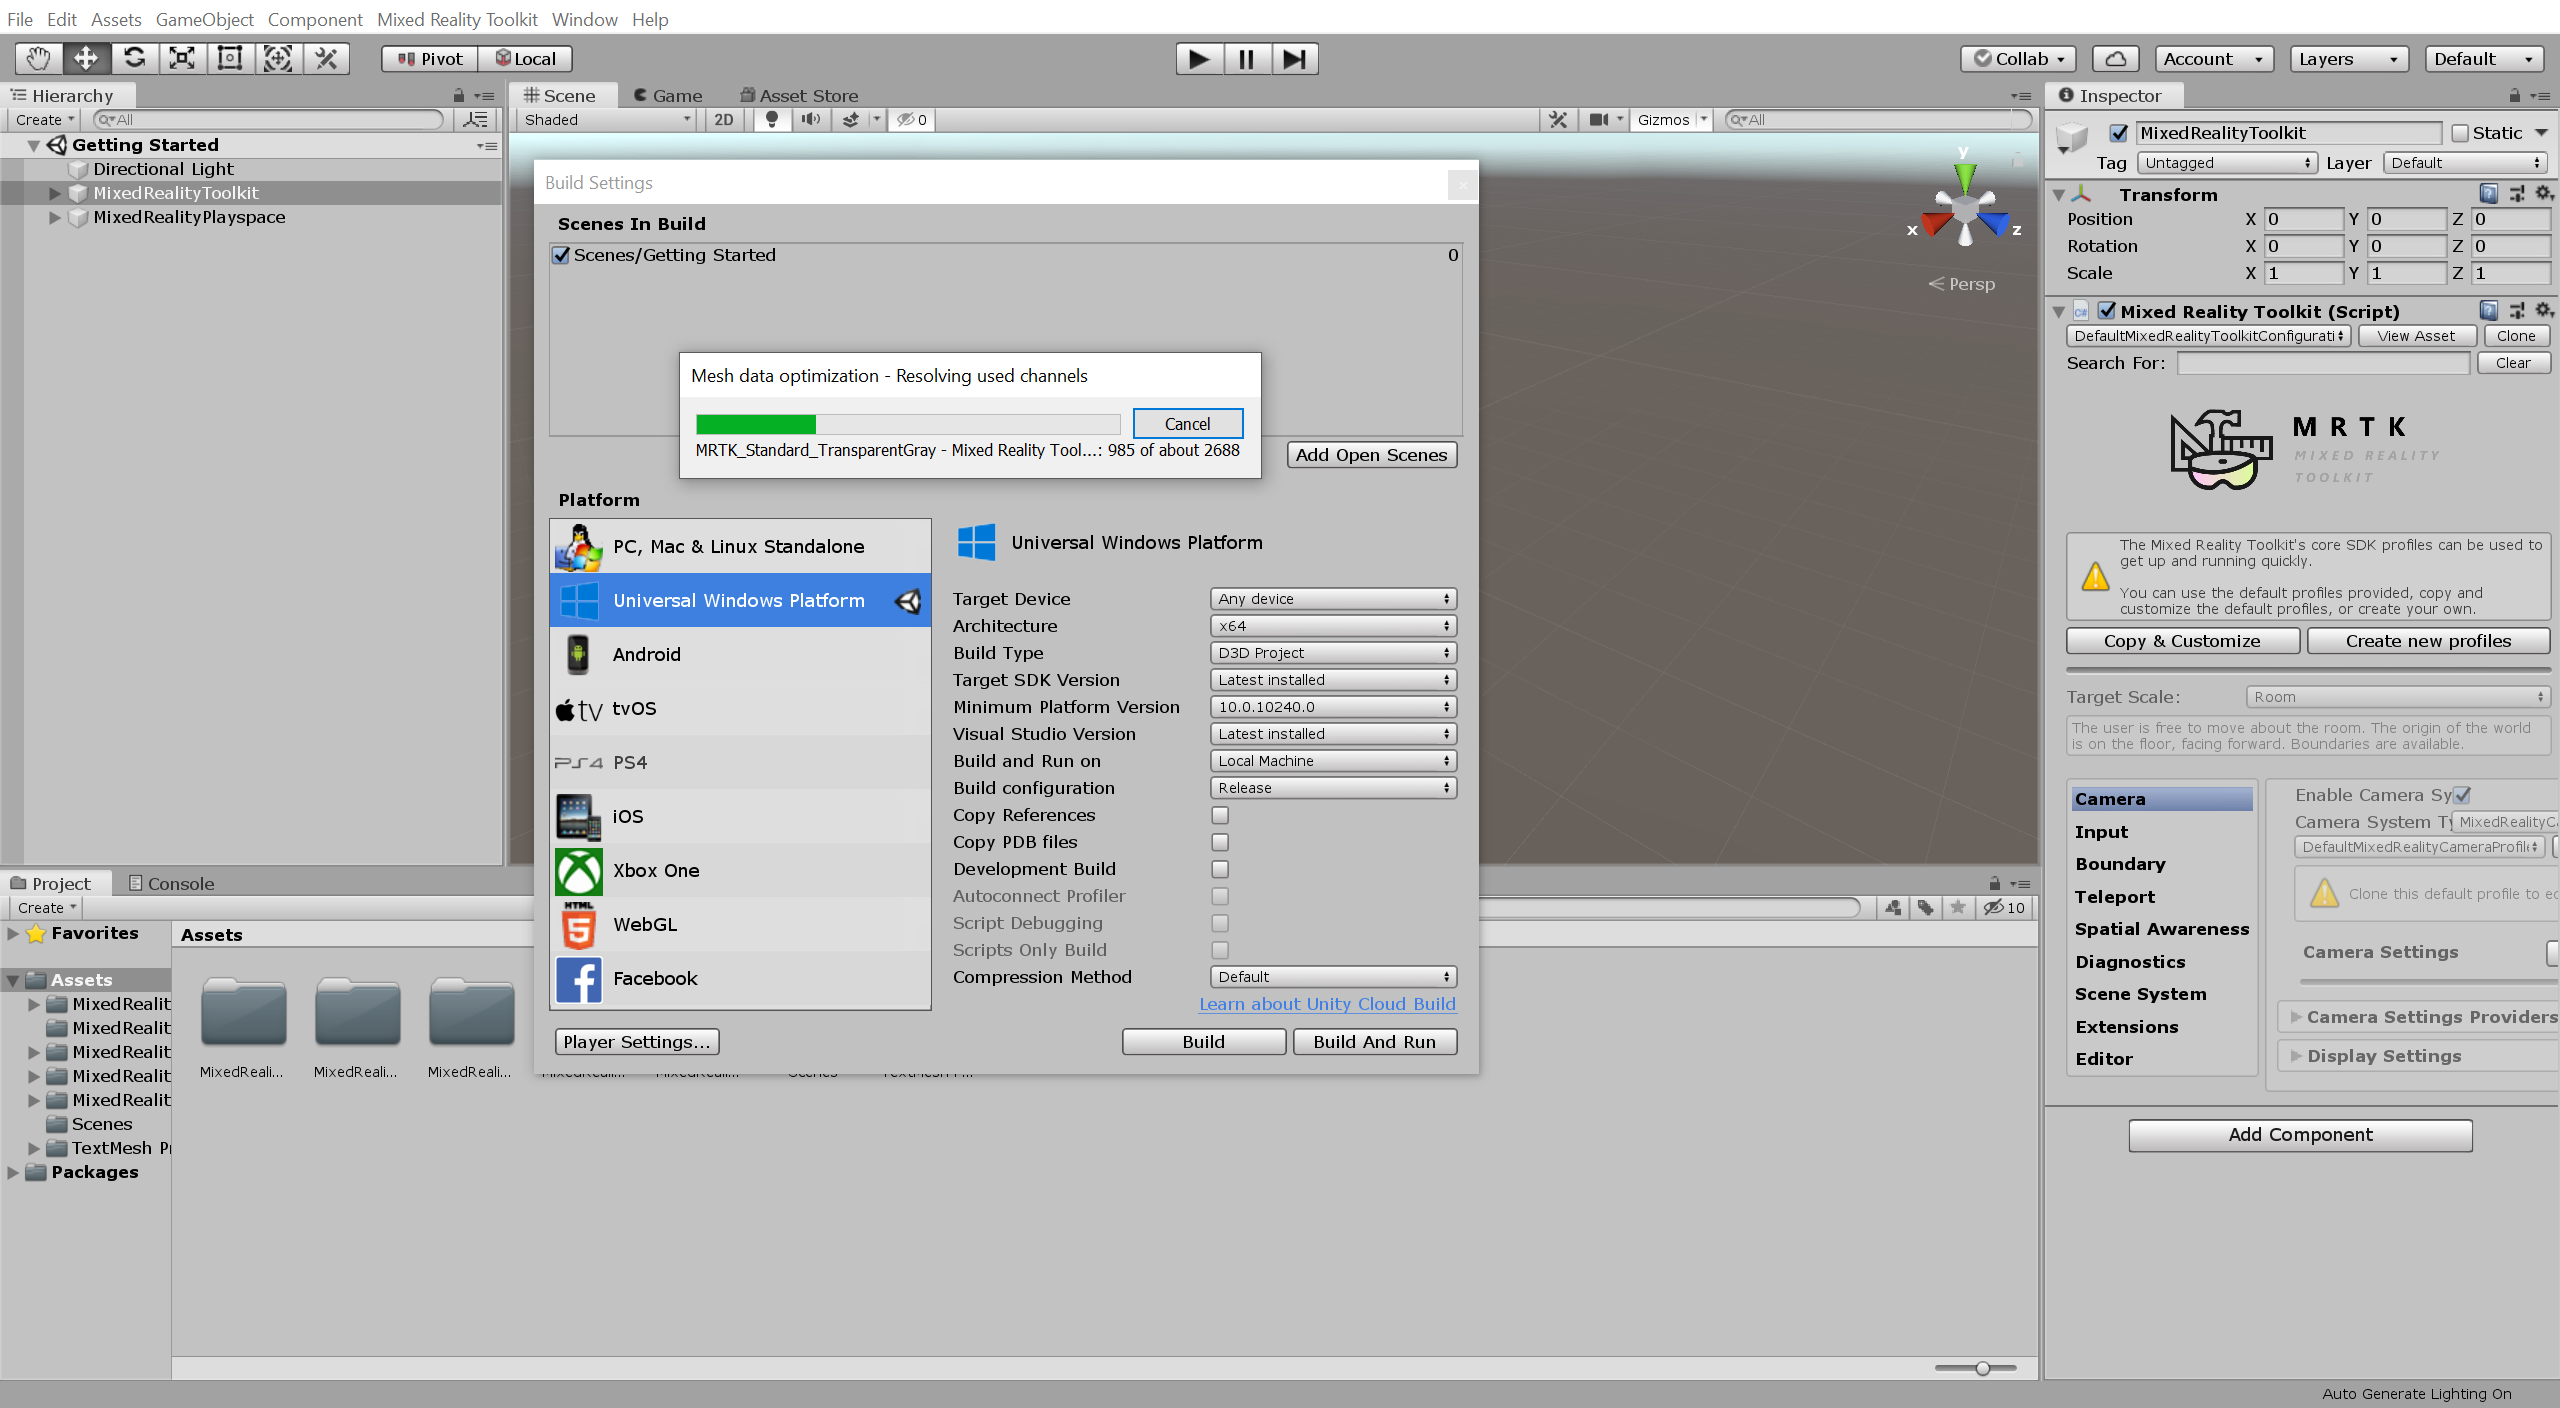 File Edit Assets GameObject Component Mixed Reality Toolkit Window Help
Pivot Local
Collab Account Layers Default
Hierarchy
Create All
Getting Started
Directional Light
MixedRealityToolkit
MixedRealityPlayspace
Scene Game Asset Store
Shaded 2D 0 Gizmos All
y
x z
Persp
Build Settings
Scenes In Build
Scenes/Getting Started 0
Mesh data optimization - Resolving used channels
Cancel
MRTK_Standard_TransparentGray - Mixed Reality Tool...: 985 of about 2688
Add Open Scenes
Platform
PC, Mac & Linux Standalone
Universal Windows Platform
Android
tv tvOS
PS4 PS4
iOS
Xbox One
HTML 5 WebGL
Facebook
Universal Windows Platform
Target Device Any device
Architecture x64
Build Type D3D Project
Target SDK Version Latest installed
Minimum Platform Version 10.0.10240.0
Visual Studio Version Latest installed
Build and Run on Local Machine
Build configuration Release
Copy References
Copy PDB files
Development Build
Autoconnect Profiler
Script Debugging
Scripts Only Build
Compression Method Default
Learn about Unity Cloud Build
Player Settings... Build Build And Run
Project Console
Create
10
Favorites
Assets
MixedRealit
MixedRealit
MixedRealit
MixedRealit
MixedRealit
Scenes
TextMesh P
Packages
Assets
MixedReali... MixedReali... MixedReali...
Inspector
MixedRealityToolkit Static
Tag Untagged Layer Default
Transform
Position X 0 Y 0 Z 0
Rotation X 0 Y 0 Z 0
Scale X 1 Y 1 Z 1
Mixed Reality Toolkit (Script)
DefaultMixedRealityToolkitConfigurati View Asset Clone
Search For: Clear
MRTK
MIXED REALITY
TOOLKIT
The Mixed Reality Toolkit's core SDK profiles can be used to
get up and running quickly.
You can use the default profiles provided, copy and
customize the default profiles, or create your own.
Copy & Customize Create new profiles
Target Scale: Room
The user is free to move about the room. The origin of the world
is on the floor, facing forward. Boundaries are available.
Camera
Input
Boundary
Teleport
Spatial Awareness
Diagnostics
Scene System
Extensions
Editor
Enable Camera Sy
Camera System Ty MixedRealityCa
DefaultMixedRealityCameraProfile
Clone this default profile to ed
Camera Settings
Camera Settings Providers
Display Settings
Add Component
Auto Generate Lighting On